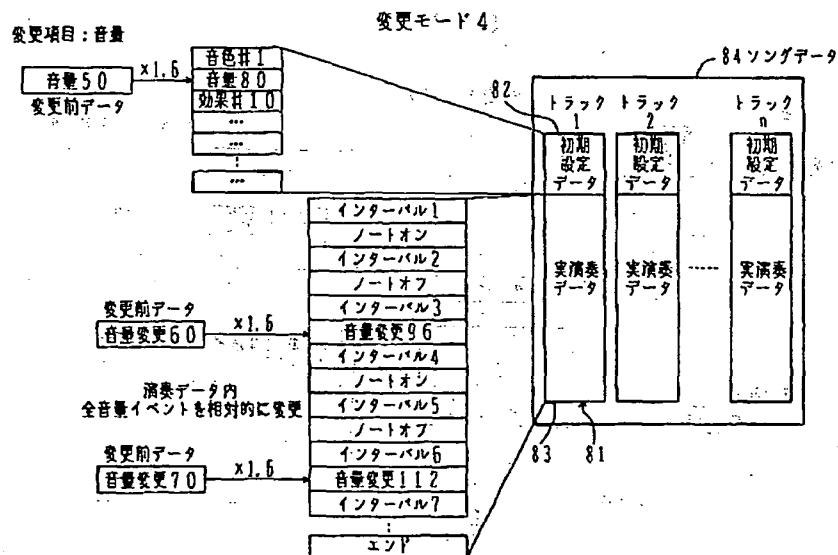 変更モード4
変更項目：音量
音量50
×1.6
変更前データ
音色#1
音量80
効果#10
…
…
…
84ソングデータ
82
トラック
1
トラック
2
トラック
n
初期
設定
データ
初期
設定
データ
初期
設定
データ
実演奏
データ
実演奏
データ
実演奏
データ
83
81
インターバル1
ノートオン
インターバル2
ノートオフ
インターバル3
音量変更96
インターバル4
ノートオン
インターバル5
ノートオフ
インターバル6
音量変更112
インターバル7
エンド
変更前データ
音量変更60
×1.6
演奏データ内
全音量イベントを相対的に変更
変更前データ
音量変更70
×1.6